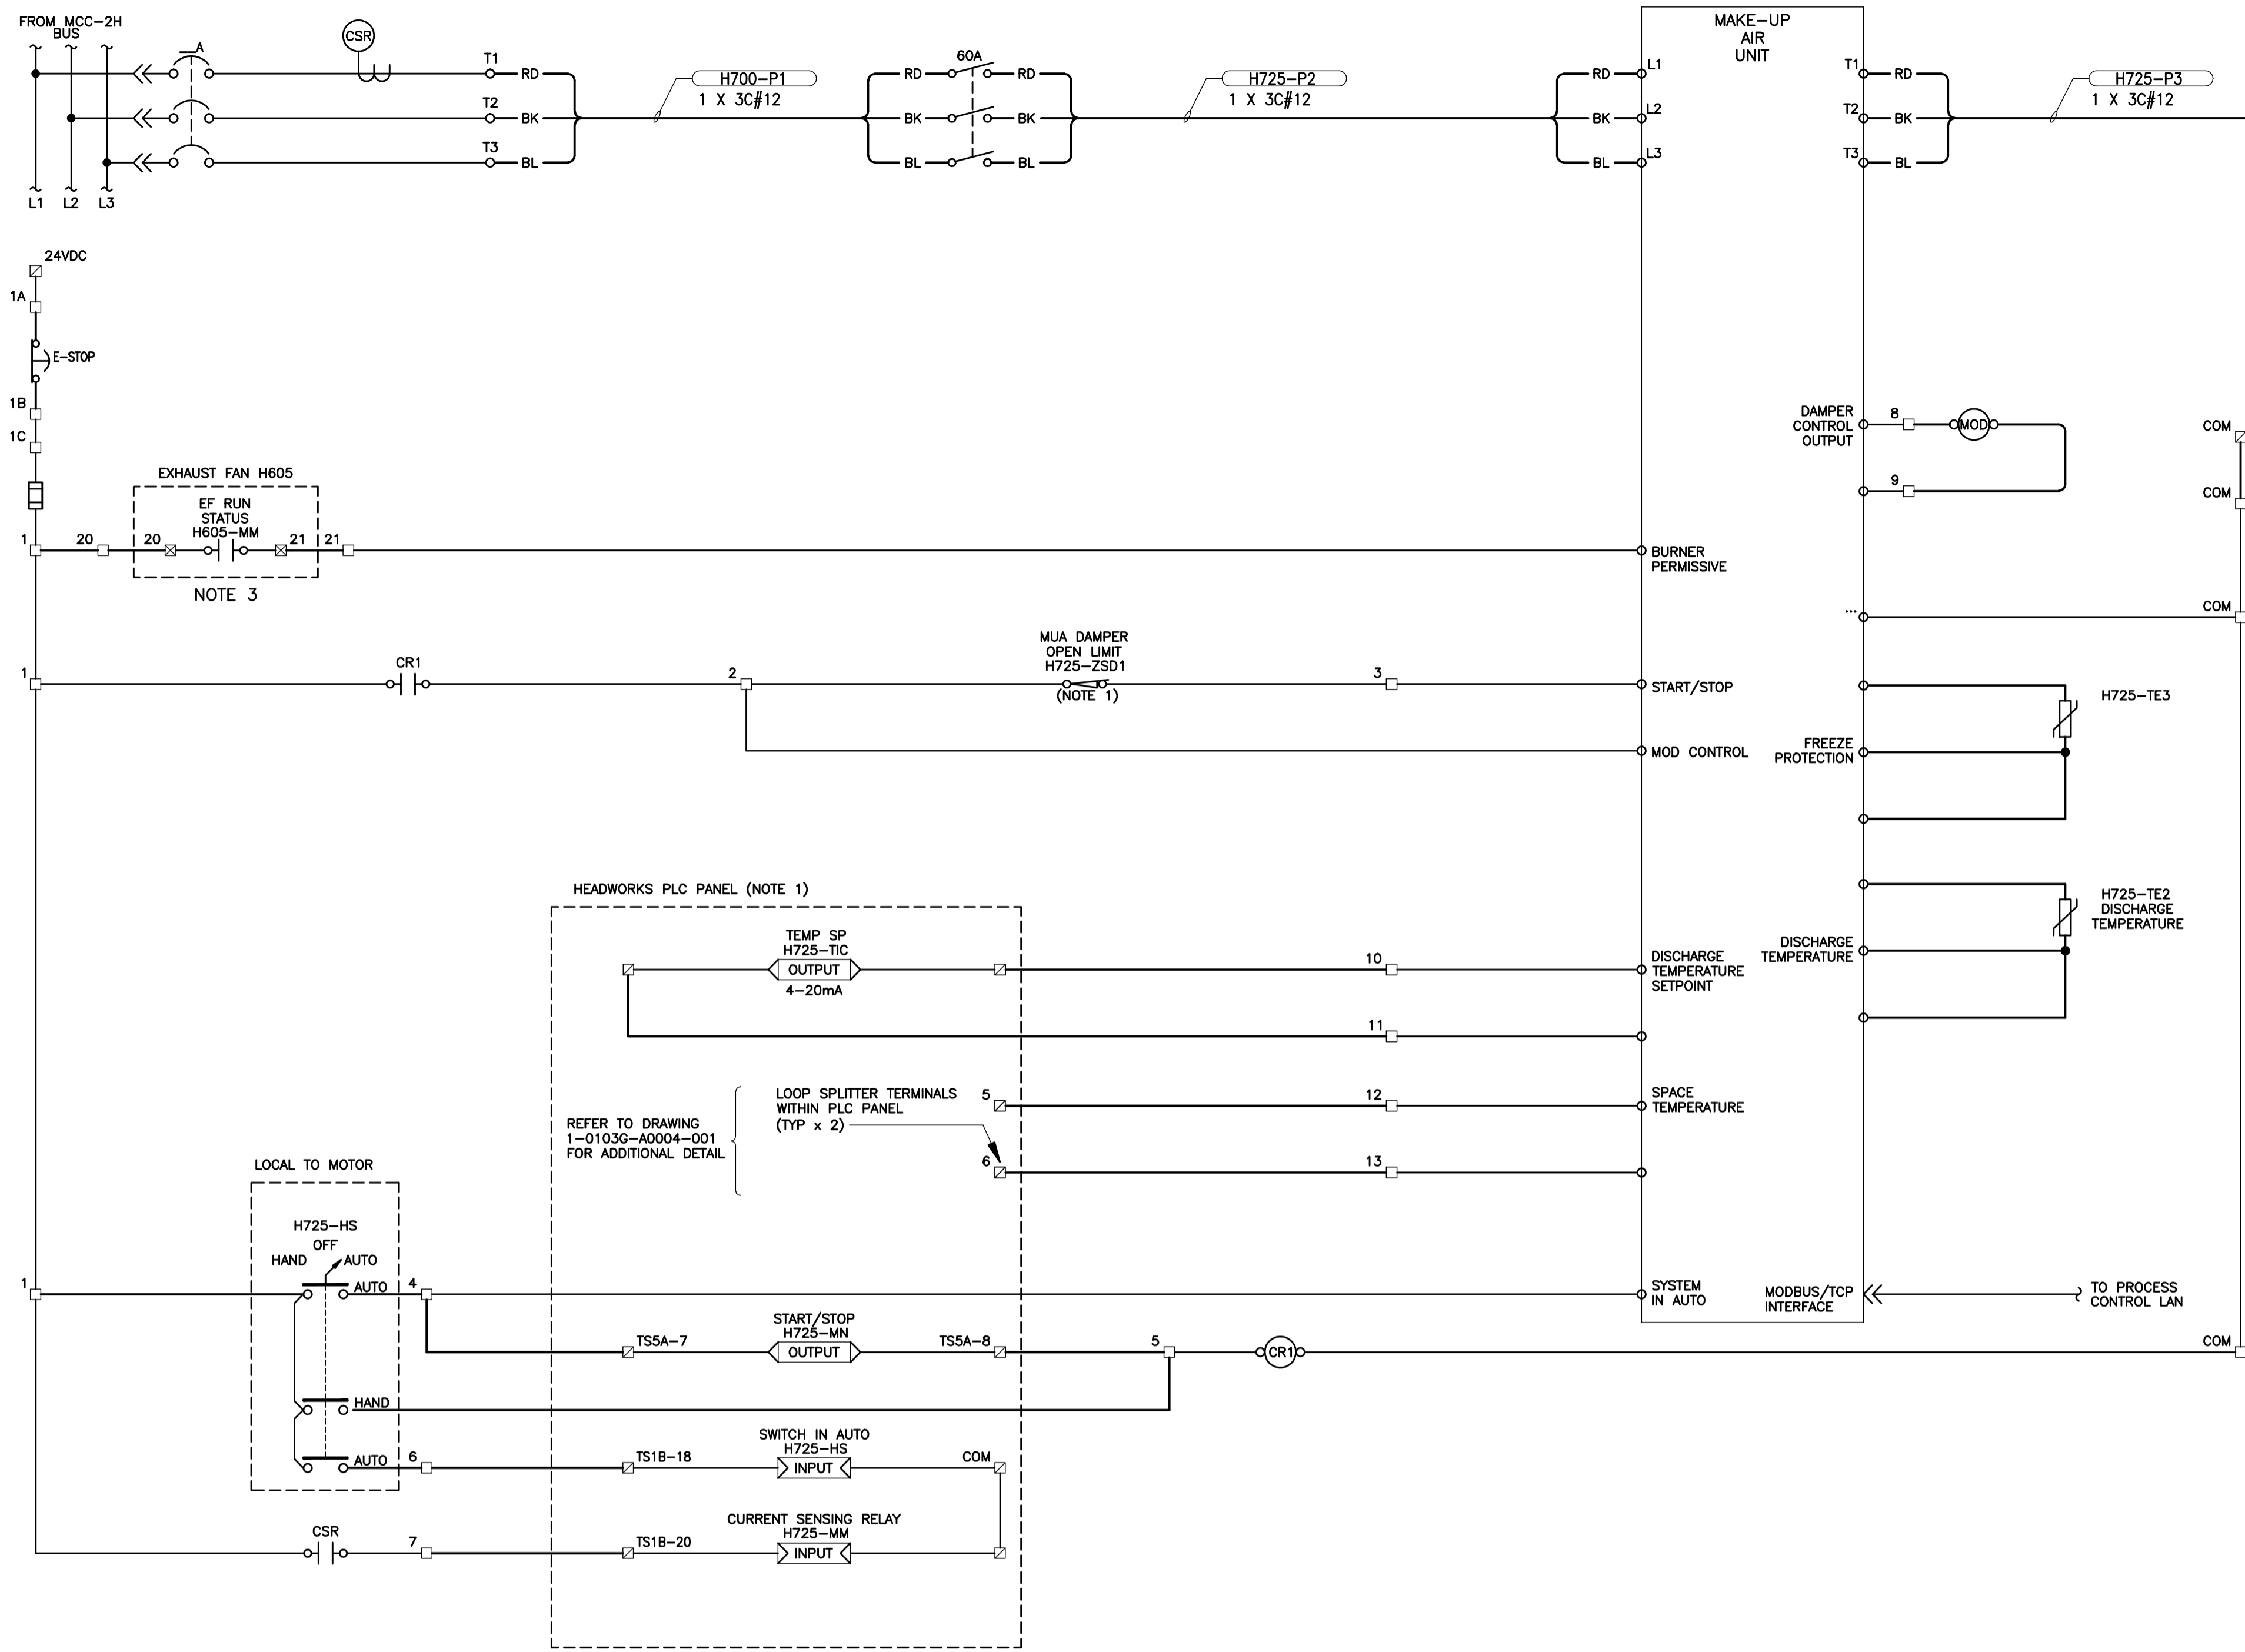 FROM MCC-2H
BUS
__A
CSR
T1
RD
T2
BK
T3
BL
L1
L2
L3
H700-P1
1 X 3C#12
60A
RD
RD
BK
BK
BL
BL
H725-P2
1 X 3C#12
RD
L1
BK
L2
BL
L3
MAKE-UP
AIR
UNIT
T1
RD
T2
BK
T3
BL
H725-P3
1 X 3C#12
24VDC
1A
E-STOP
1B
1C
DAMPER
CONTROL
OUTPUT
8
MOD
9
COM
COM
EXHAUST FAN H605
EF RUN
STATUS
H605-MM
1
20
20
21
21
NOTE 3
BURNER
PERMISSIVE
...
COM
1
CR1
2
MUA DAMPER
OPEN LIMIT
H725-ZSD1
(NOTE 1)
3
START/STOP
MOD CONTROL
FREEZE
PROTECTION
H725-TE3
HEADWORKS PLC PANEL (NOTE 1)
TEMP SP
H725-TIC
OUTPUT
4-20mA
10
DISCHARGE
TEMPERATURE
SETPOINT
11
DISCHARGE
TEMPERATURE
H725-TE2
DISCHARGE
TEMPERATURE
REFER TO DRAWING
1-0103G-A0004-001
FOR ADDITIONAL DETAIL
LOOP SPLITTER TERMINALS
WITHIN PLC PANEL
(TYP x 2)
5
12
SPACE
TEMPERATURE
6
13
LOCAL TO MOTOR
H725-HS
OFF
HAND
AUTO
1
AUTO
4
SYSTEM
IN AUTO
MODBUS/TCP
INTERFACE
TO PROCESS
CONTROL LAN
TS5A-7
START/STOP
H725-MN
OUTPUT
TS5A-8
5
CR1
COM
HAND
AUTO
6
TS1B-18
SWITCH IN AUTO
H725-HS
INPUT
COM
CSR
7
TS1B-20
CURRENT SENSING RELAY
H725-MM
INPUT